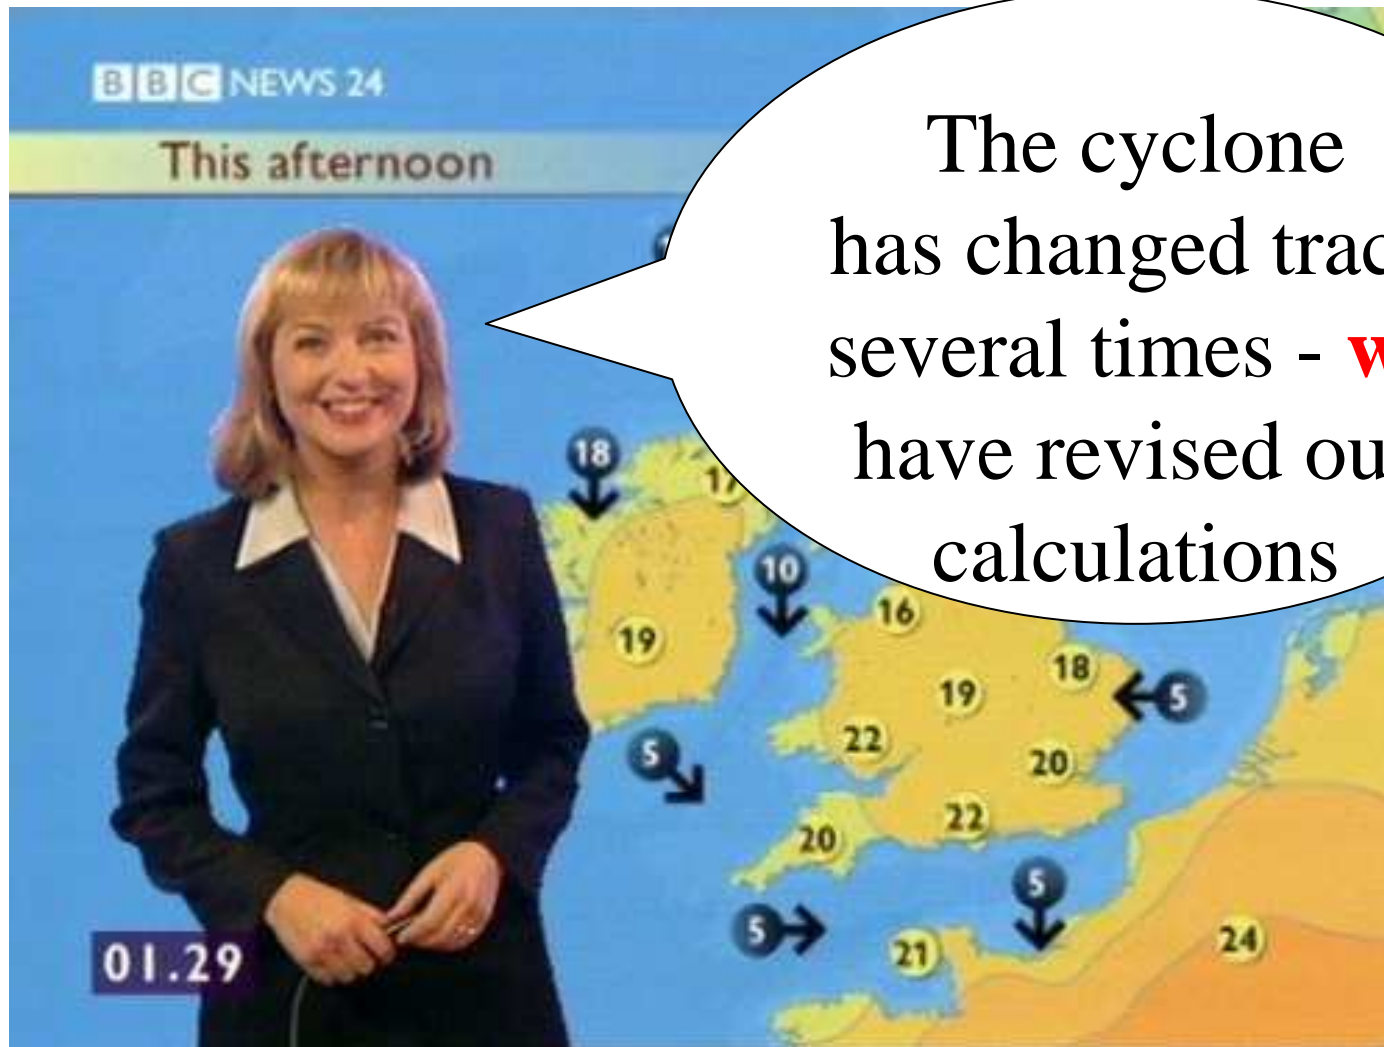 BBC NEWS 24
This afternoon
The cyclone
has changed trac
several times - w
have revised ou
calculations
18
17
10
16
19
18
19
5
22
5
20
22
20
5
5
21
24
01.29